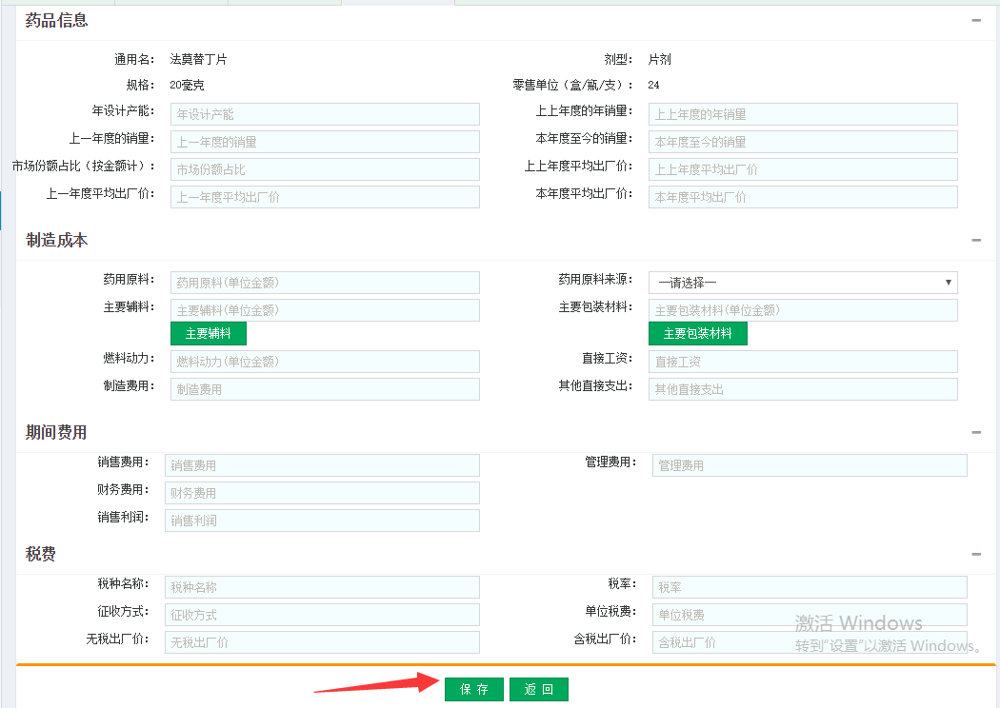 药品信息
通用名： 法莫替丁片 剂型： 片剂
规格： 20毫克 零售单位（盒/瓶/支）： 24
年设计产能： 年设计产能 上上年度的年销量： 上上年度的年销量
上一年度的销量： 上一年度的销量 本年度至今的销量： 本年度至今的销量
市场份额占比（按金额计）： 市场份额占比 上上年度平均出厂价： 上上年度平均出厂价
上一年度平均出厂价： 上一年度平均出厂价 本年度平均出厂价： 本年度平均出厂价
制造成本
药用原料： 药用原料(单位金额) 药用原料来源： 一请选择一
主要辅料： 主要辅料(单位金额) 主要包装材料： 主要包装材料(单位金额)
主要辅料 主要包装材料
燃料动力： 燃料动力(单位金额) 直接工资： 直接工资
制造费用： 制造费用 其他直接支出： 其他直接支出
期间费用
销售费用： 销售费用 管理费用： 管理费用
财务费用： 财务费用
销售利润： 销售利润
税费
税种名称： 税种名称 税率： 税率
征收方式： 征收方式 单位税费： 单位税费
无税出厂价： 无税出厂价 含税出厂价： 含税出厂价
激活 Windows
转到"设置"以激活 Windows。
保 存 返 回